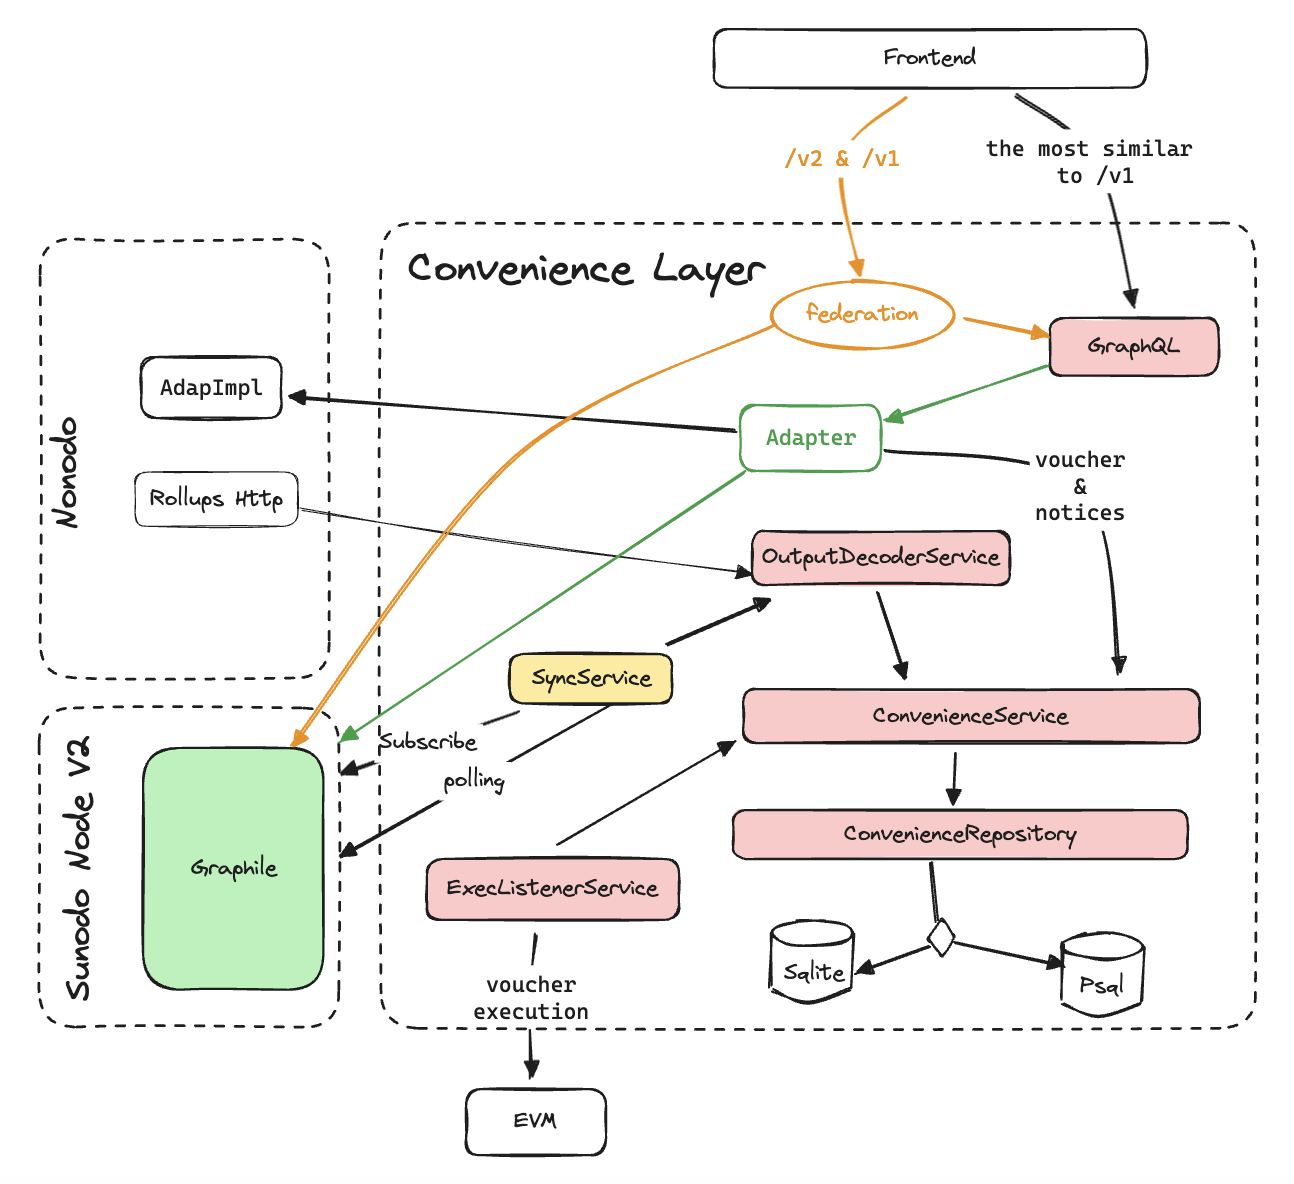 Frontend
/v2 & /v1
the most similar
to /v1
Convenience Layer
federation
GraphQL
Nonodo
AdapImpl
Adapter
Rollups Http
voucher
&
notices
OutputDecoderService
SyncService
ConvenienceService
Sunodo Node V2
Subscribe
polling
Graphile
ConvenienceRepository
ExecListenerService
Sqlite
Psql
voucher
execution
EVM